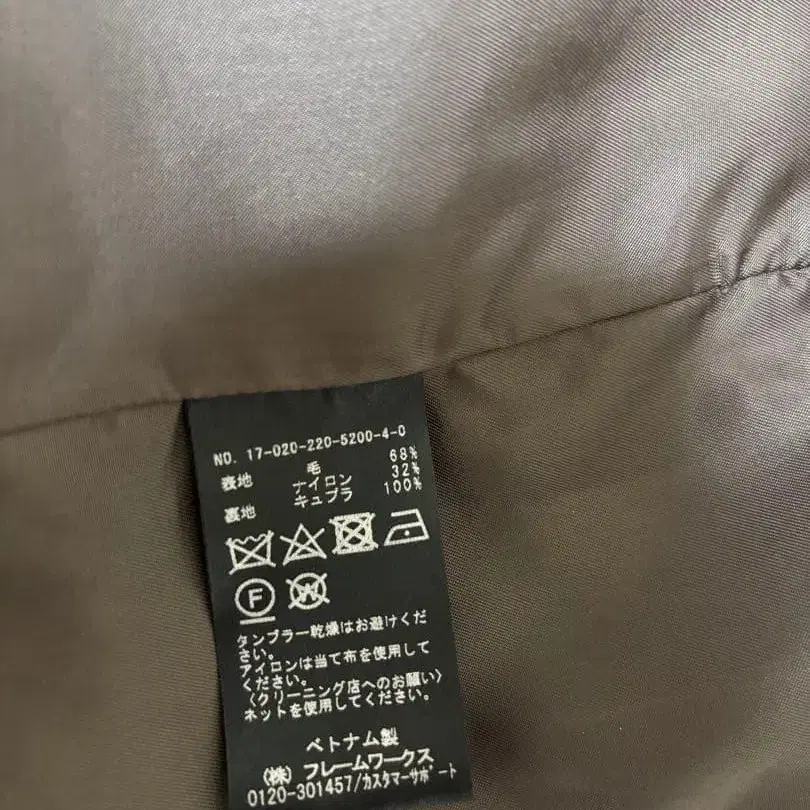 NO. 17-020-220-5200-4-0
表地 毛 68%
ナイロン 32%
裏地 キュプラ 100%
F W
タンブラー乾燥はお避けくだ
さい。
アイロンは当て布を使用して
ください。
〈クリーニング店へのお願い〉
ネットを使用してください。
ベトナム製
(株) フレームワークス
0120-301457/カスタマーサポート